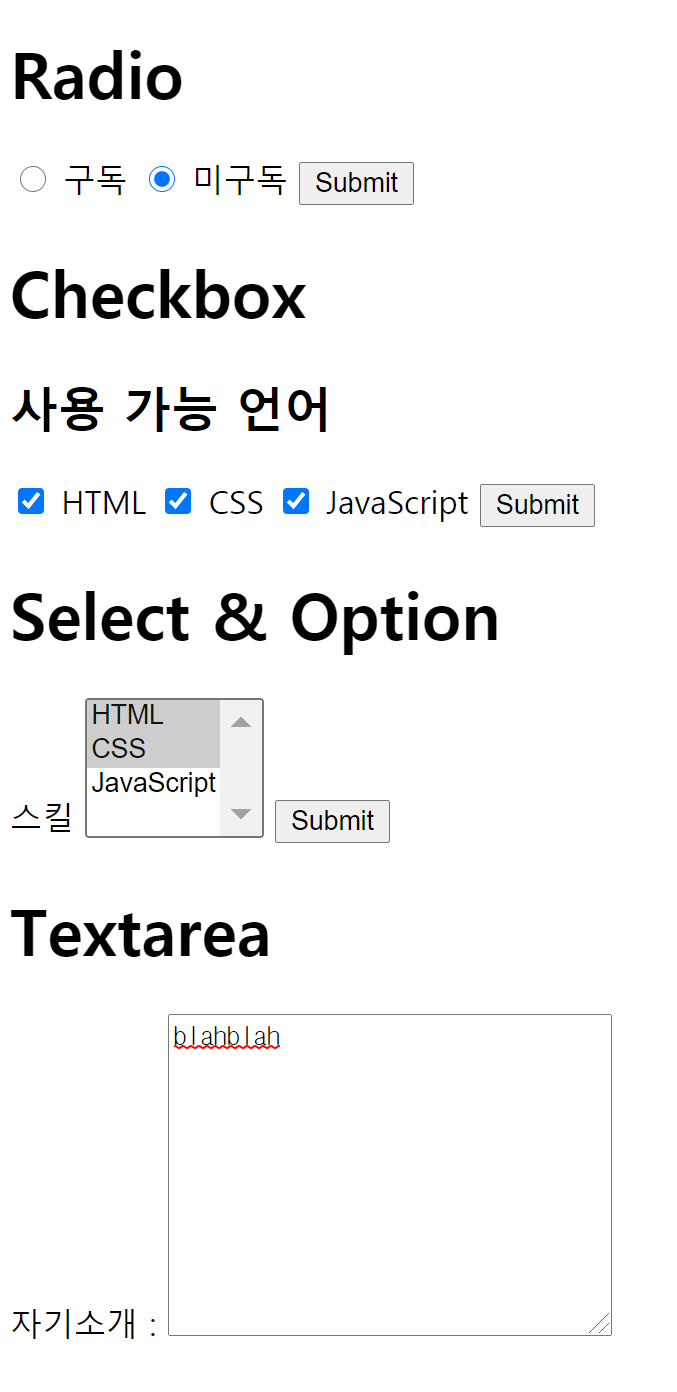 Radio
구독 미구독 Submit
Checkbox
사용 가능 언어
HTML CSS JavaScript Submit
Select & Option
HTML
CSS
JavaScript
스킬 Submit
Textarea
blahblah
자기소개 :